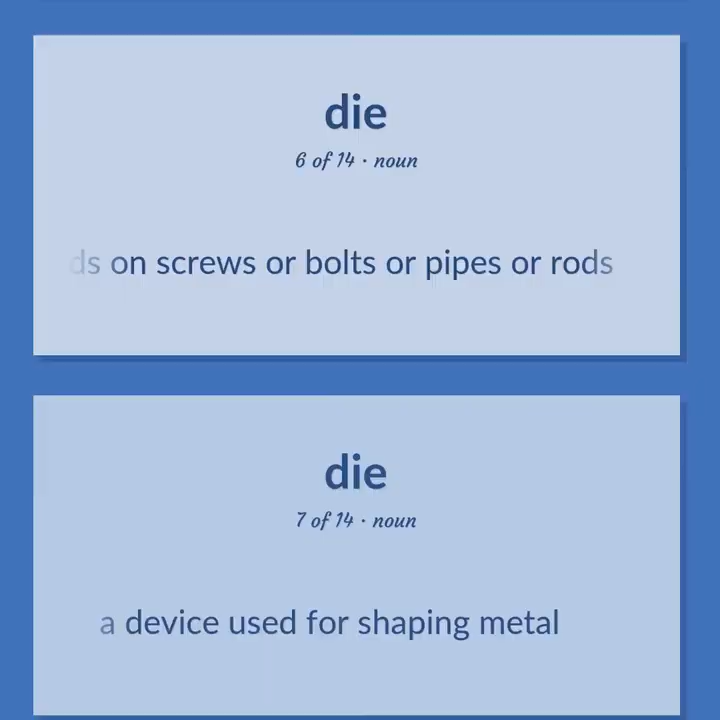 die
6 of 14 · noun
ds on screws or bolts or pipes or rods
die
7 of 14 · noun
a device used for shaping metal